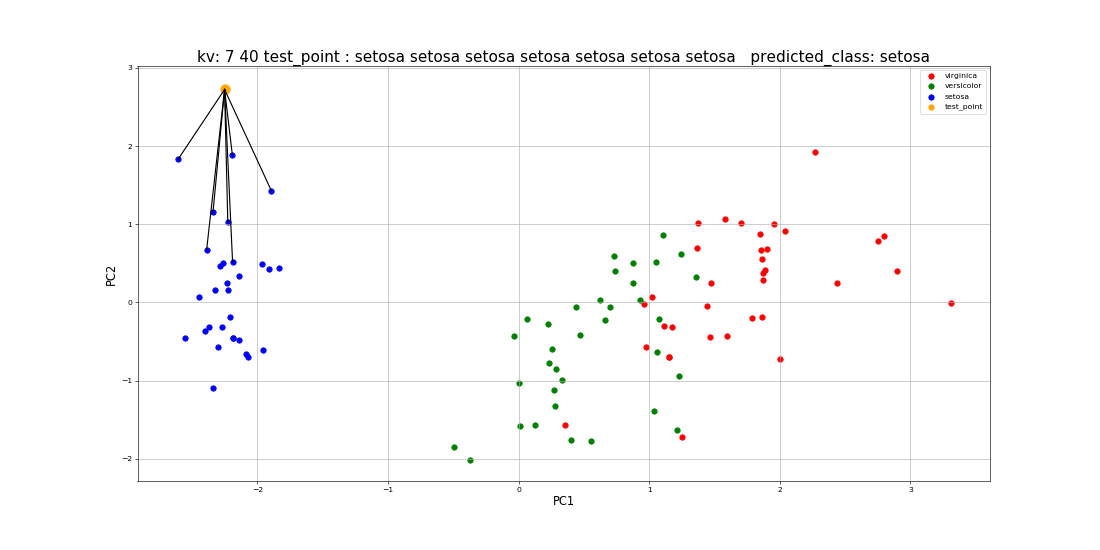 kv: 7 40 test_point : setosa setosa setosa setosa setosa setosa setosa   predicted_class: setosa
virginica
versicolor
setosa
test_point
3
2
1
0
−1
−2
PC2
−2
−1
0
1
2
3
PC1